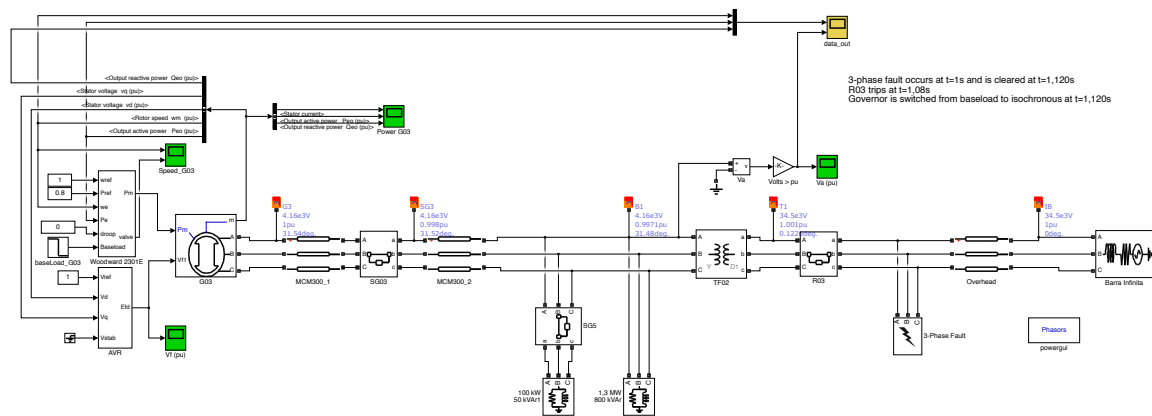 data_out
3-phase fault occurs at t=1s and is cleared at t=1,120s
R03 trips at t=1,08s
Governor is switched from baseload to isochronous at t=1,120s
<Output reactive power  Qeo (pu)>
<Stator voltage  vq (pu)>
<Stator voltage  vd (pu)>
<Rotor speed  wm  (pu)>
<Output active power  Peo (pu)>
<Stator current>
<Output active power  Peo (pu)>
<Output reactive power  Qeo (pu)>
Power G03
Speed_G03
1
wref
0.8
Pref
we
Pe
0
droop
Baseload
Pm
valve
baseLoad_G03
Woodward 2301E
1
Vref
Vd
Vq
Vstab
Efd
AVR
Vf (pu)
Pm
Vf1
m
A
B
C
G03
G3
4.16e3V
1pu
31.54deg.
MCM300_1
A
B
C
a
b
c
SG03
SG3
4.16e3V
0.998pu
31.52deg.
MCM300_2
B1
4.16e3V
0.9971pu
31.48deg.
+
-
v
Va
-K-
Volts > pu
Va (pu)
A
B
C
a
b
c
Y
D1
TF02
T1
34.5e3V
1.001pu
0.122deg.
A
B
C
a
b
c
R03
IB
34.5e3V
1pu
0deg.
Overhead
A
B
C
Barra Infinita
A
B
C
a
b
c
SG5
A
B
C
100 kW
50 kVAr1
A
B
C
1,3 MW
800 kVAr
A
B
C
3-Phase Fault
Phasors
powergui